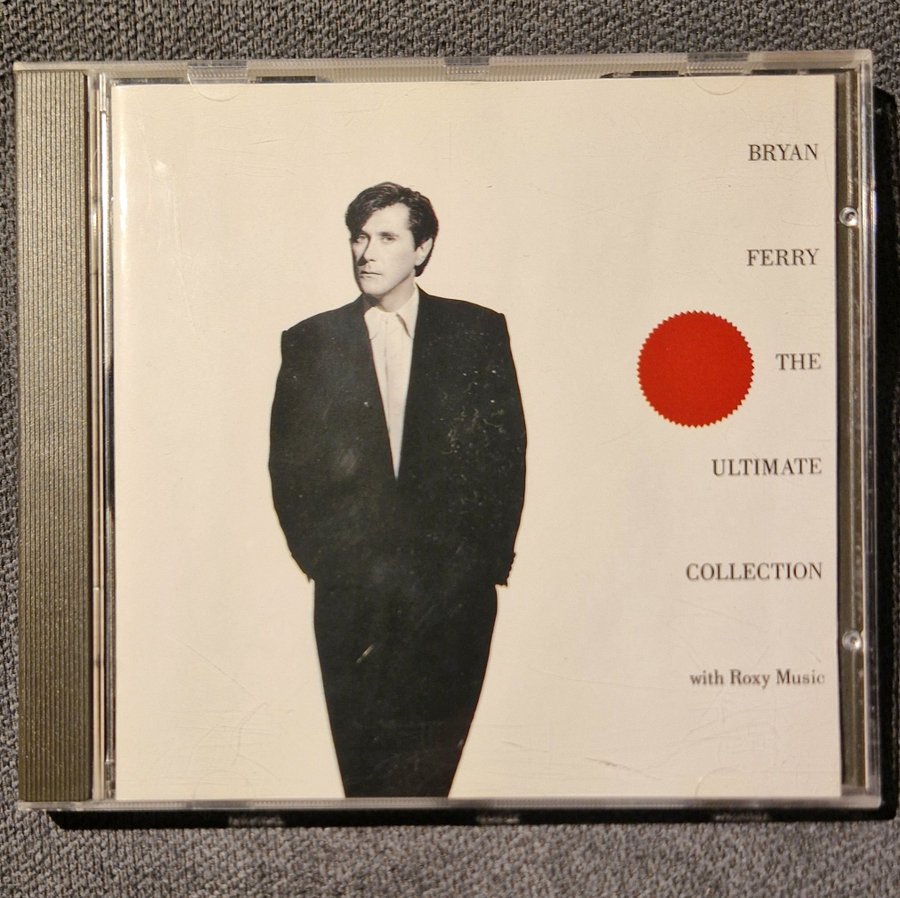 BRYAN
FERRY
THE
ULTIMATE
COLLECTION
with Roxy Music